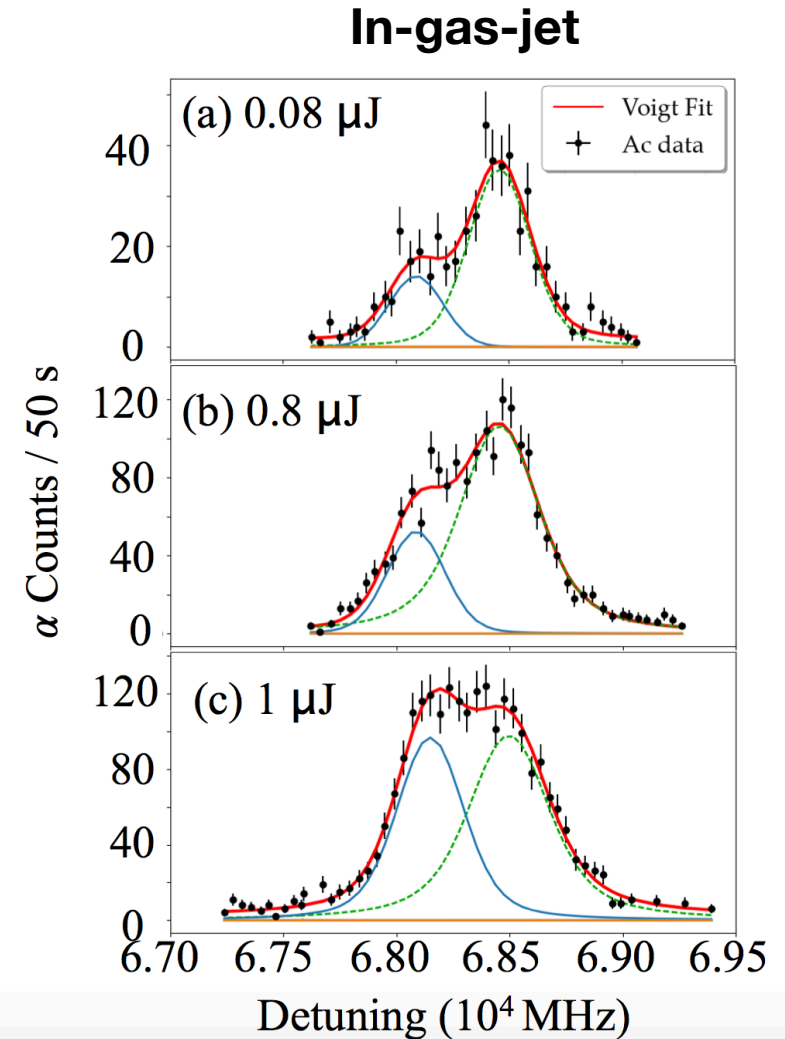 In-gas-jet
(a) 0.08 μJ
Voigt Fit
Ac data
40
20
0
(b) 0.8 μJ
120
80
40
0
(c) 1 μJ
120
80
40
0
α Counts / 50 s
6.70 6.75 6.80 6.85 6.90 6.95
Detuning (10⁴ MHz)